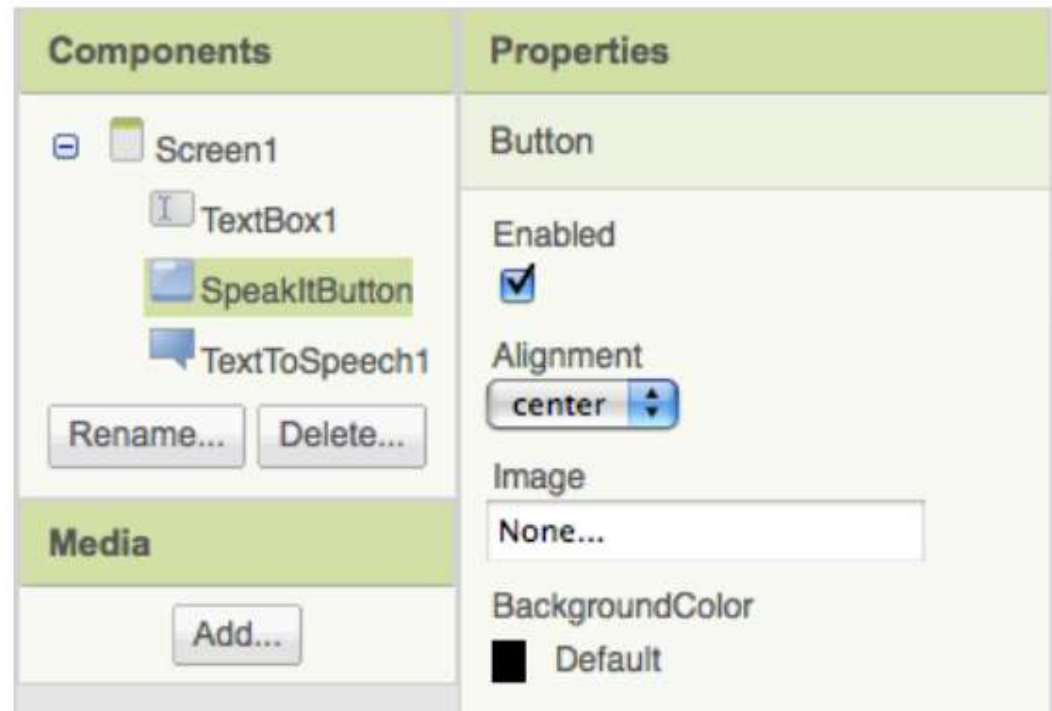 Components
Screen1
TextBox1
SpeakItButton
TextToSpeech1
Rename...
Delete...
Media
Add...
Properties
Button
Enabled
Alignment
center
Image
None...
BackgroundColor
Default